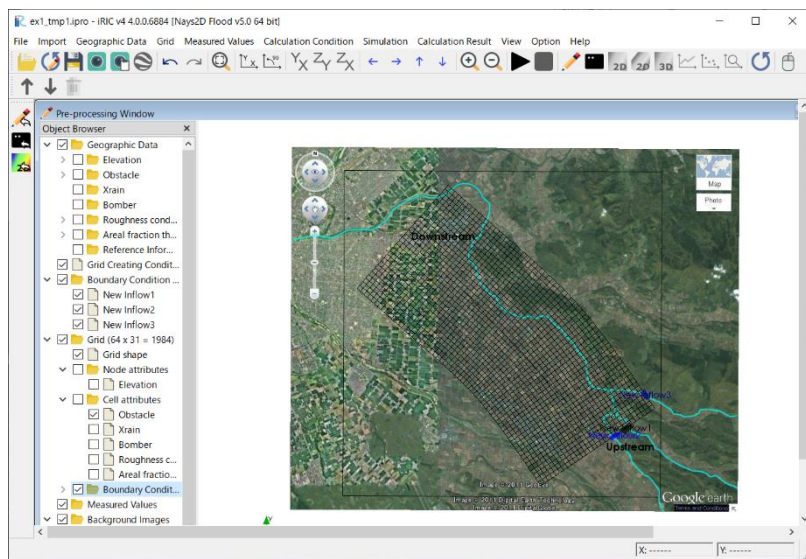 ex1_tmp1.ipro - iRIC v4 4.0.0.6884 [Nays2D Flood v5.0 64 bit]
File Import Geographic Data Grid Measured Values Calculation Condition Simulation Calculation Result View Option Help
Pre-processing Window
Object Browser
Geographic Data
Elevation
Obstacle
Xrain
Bomber
Roughness cond...
Areal fraction th...
Reference Infor...
Grid Creating Condit...
Boundary Condition ...
New Inflow1
New Inflow2
New Inflow3
Grid (64 x 31 = 1984)
Grid shape
Node attributes
Elevation
Cell attributes
Obstacle
Xrain
Bomber
Roughness c...
Areal fractio...
Boundary Condit...
Measured Values
Background Images
Map
Photo
Downstream
Upstream
Google earth
X: ------
Y: ------